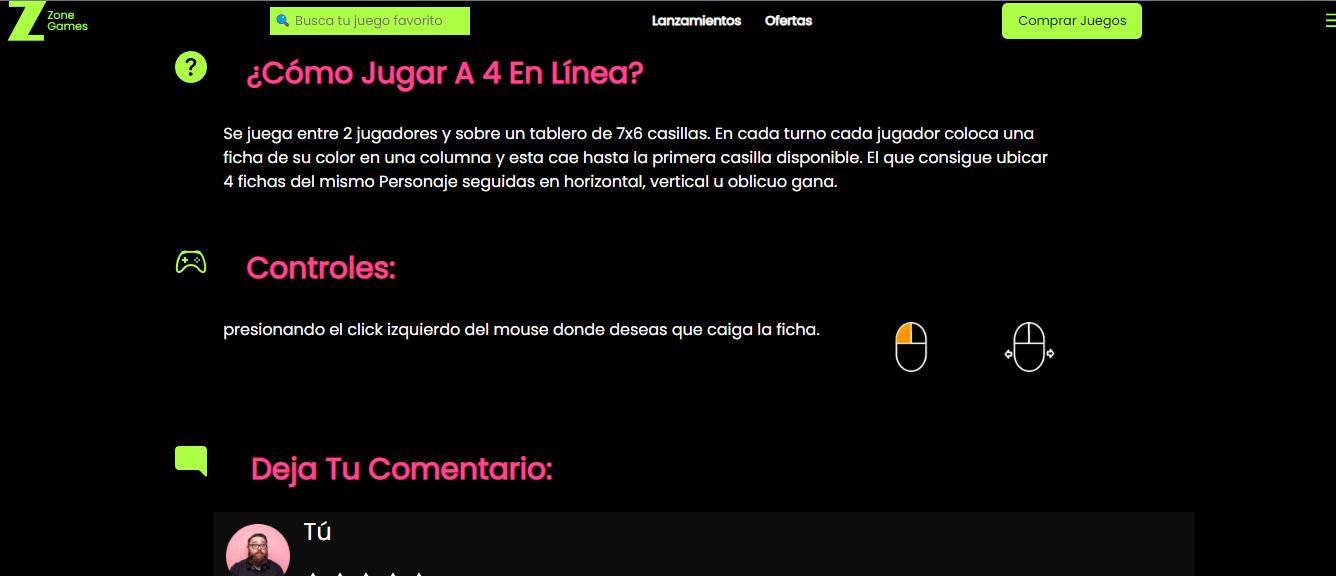 Zone
Games
Busca tu juego favorito
Lanzamientos
Ofertas
Comprar Juegos
¿Cómo Jugar A 4 En Línea?
Se juega entre 2 jugadores y sobre un tablero de 7x6 casillas. En cada turno cada jugador coloca una
ficha de su color en una columna y esta cae hasta la primera casilla disponible. El que consigue ubicar
4 fichas del mismo Personaje seguidas en horizontal, vertical u oblicuo gana.
Controles:
presionando el click izquierdo del mouse donde deseas que caiga la ficha.
Deja Tu Comentario:
Tú